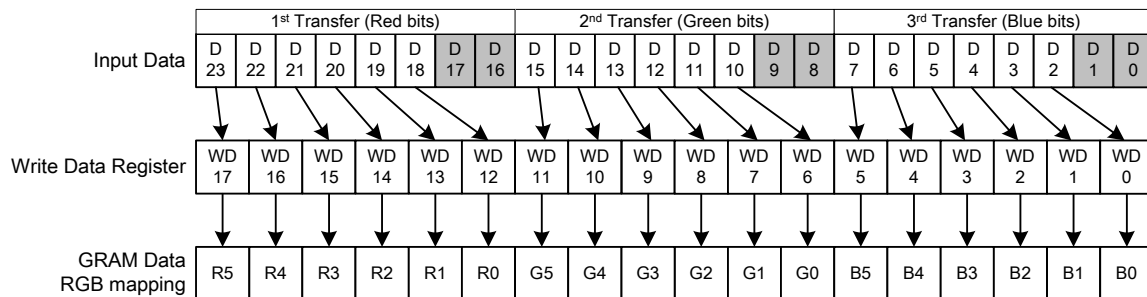 1st Transfer (Red bits) 2nd Transfer (Green bits) 3rd Transfer (Blue bits)
Input Data D 23 D 22 D 21 D 20 D 19 D 18 D 17 D 16 D 15 D 14 D 13 D 12 D 11 D 10 D 9 D 8 D 7 D 6 D 5 D 4 D 3 D 2 D 1 D 0
Write Data Register WD 17 WD 16 WD 15 WD 14 WD 13 WD 12 WD 11 WD 10 WD 9 WD 8 WD 7 WD 6 WD 5 WD 4 WD 3 WD 2 WD 1 WD 0
GRAM Data
RGB mapping R5 R4 R3 R2 R1 R0 G5 G4 G3 G2 G1 G0 B5 B4 B3 B2 B1 B0